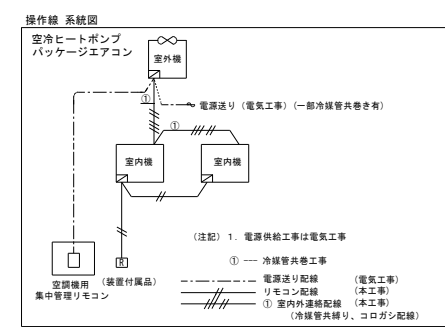 操作線 系統図
空冷ヒートポンプ
パッケージエアコン
室外機
①
電源送り (電気工事) (一部冷媒管共巻き有)
①
室内機
室内機
(注記) 1. 電源供給工事は電気工事
① --- 冷媒管共巻工事
R
空調機用
集中管理リモコン
(装置付属品)
電源送り配線 (電気工事)
リモコン配線 (本工事)
① 室内外連絡配線 (本工事)
(冷媒管共縛り、コロガシ配線)